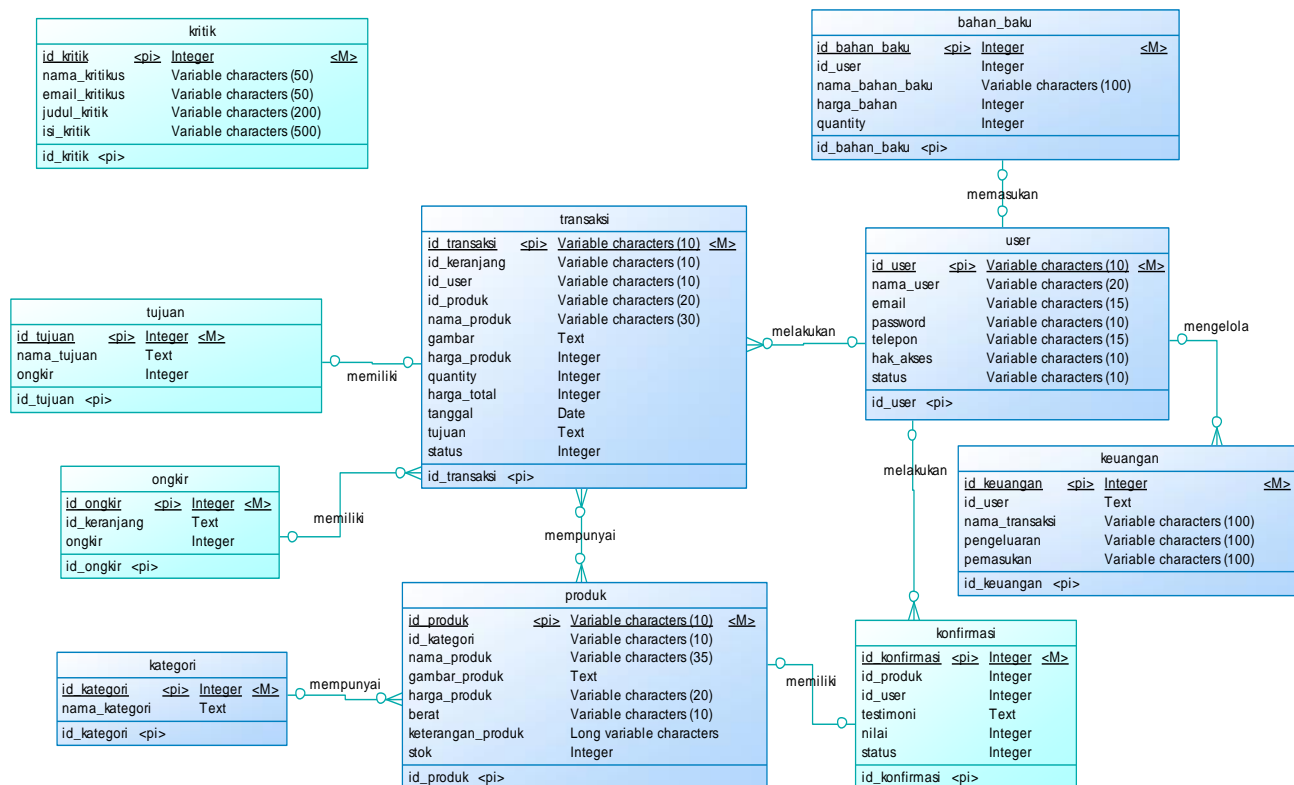 kritik
id_kritik <pi> Integer <M>
nama_kritikus Variable characters (50)
email_kritikus Variable characters (50)
judul_kritik Variable characters (200)
isi_kritik Variable characters (500)
id_kritik <pi>
bahan_baku
id_bahan_baku <pi> Integer <M>
id_user Integer
nama_bahan_baku Variable characters (100)
harga_bahan Integer
quantity Integer
id_bahan_baku <pi>
memasukan
transaksi
id_transaksi <pi> Variable characters (10) <M>
id_keranjang Variable characters (10)
id_user Variable characters (10)
id_produk Variable characters (20)
nama_produk Variable characters (30)
gambar Text
harga_produk Integer
quantity Integer
harga_total Integer
tanggal Date
tujuan Text
status Integer
id_transaksi <pi>
user
id_user <pi> Variable characters (10) <M>
nama_user Variable characters (20)
email Variable characters (15)
password Variable characters (10)
telepon Variable characters (15)
hak_akses Variable characters (10)
status Variable characters (10)
id_user <pi>
melakukan
mengelola
tujuan
id_tujuan <pi> Integer <M>
nama_tujuan Text
ongkir Integer
id_tujuan <pi>
memiliki
melakukan
keuangan
id_keuangan <pi> Integer <M>
id_user Text
nama_transaksi Variable characters (100)
pengeluaran Variable characters (100)
pemasukan Variable characters (100)
id_keuangan <pi>
ongkir
id_ongkir <pi> Integer <M>
id_keranjang Text
ongkir Integer
id_ongkir <pi>
memiliki
mempunyai
produk
id_produk <pi> Variable characters (10) <M>
id_kategori Variable characters (10)
nama_produk Variable characters (35)
gambar_produk Text
harga_produk Variable characters (20)
berat Variable characters (10)
keterangan_produk Long variable characters
stok Integer
id_produk <pi>
konfirmasi
id_konfirmasi <pi> Integer <M>
id_produk Integer
id_user Integer
testimoni Text
nilai Integer
status Integer
id_konfirmasi <pi>
memiliki
kategori
id_kategori <pi> Integer <M>
nama_kategori Text
id_kategori <pi>
mempunyai